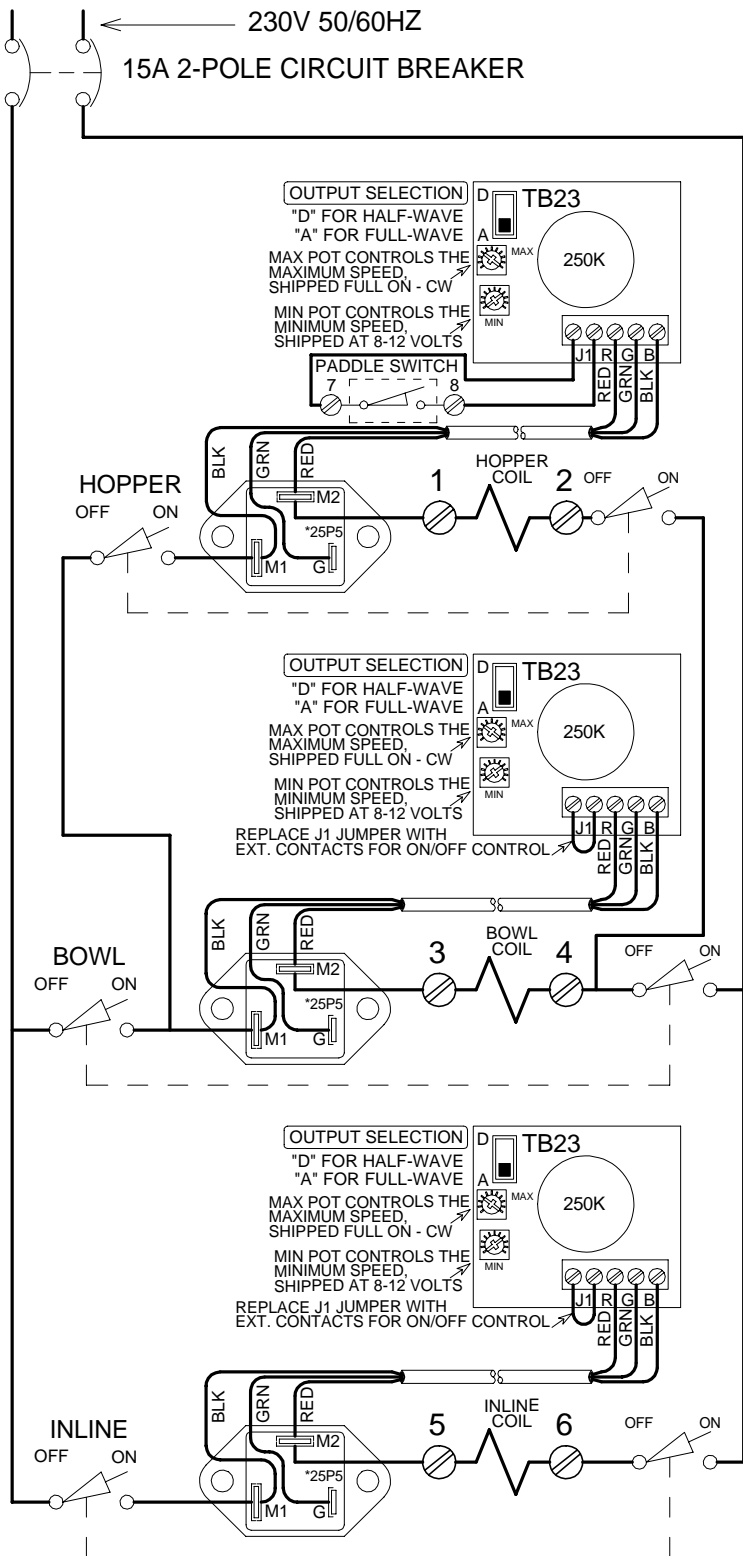 230V 50/60HZ
15A 2-POLE CIRCUIT BREAKER
OUTPUT SELECTION
"D" FOR HALF-WAVE
"A" FOR FULL-WAVE
MAX POT CONTROLS THE
MAXIMUM SPEED,
SHIPPED FULL ON - CW
MIN POT CONTROLS THE
MINIMUM SPEED,
SHIPPED AT 8-12 VOLTS
D TB23
A
MAX
250K
MIN
J1 R G B
RED GRN BLK
PADDLE SWITCH
7 8
BLK GRN RED
HOPPER
OFF ON
M2
*25P5
M1 G
1 HOPPER COIL 2
OFF ON
OUTPUT SELECTION
"D" FOR HALF-WAVE
"A" FOR FULL-WAVE
MAX POT CONTROLS THE
MAXIMUM SPEED,
SHIPPED FULL ON - CW
MIN POT CONTROLS THE
MINIMUM SPEED,
SHIPPED AT 8-12 VOLTS
REPLACE J1 JUMPER WITH
EXT. CONTACTS FOR ON/OFF CONTROL
D TB23
A
MAX
250K
MIN
J1 R G B
RED GRN BLK
BLK GRN RED
BOWL
OFF ON
M2
*25P5
M1 G
3 BOWL COIL 4
OFF ON
OUTPUT SELECTION
"D" FOR HALF-WAVE
"A" FOR FULL-WAVE
MAX POT CONTROLS THE
MAXIMUM SPEED,
SHIPPED FULL ON - CW
MIN POT CONTROLS THE
MINIMUM SPEED,
SHIPPED AT 8-12 VOLTS
REPLACE J1 JUMPER WITH
EXT. CONTACTS FOR ON/OFF CONTROL
D TB23
A
MAX
250K
MIN
J1 R G B
RED GRN BLK
BLK GRN RED
INLINE
OFF ON
M2
*25P5
M1 G
5 INLINE COIL 6
OFF ON